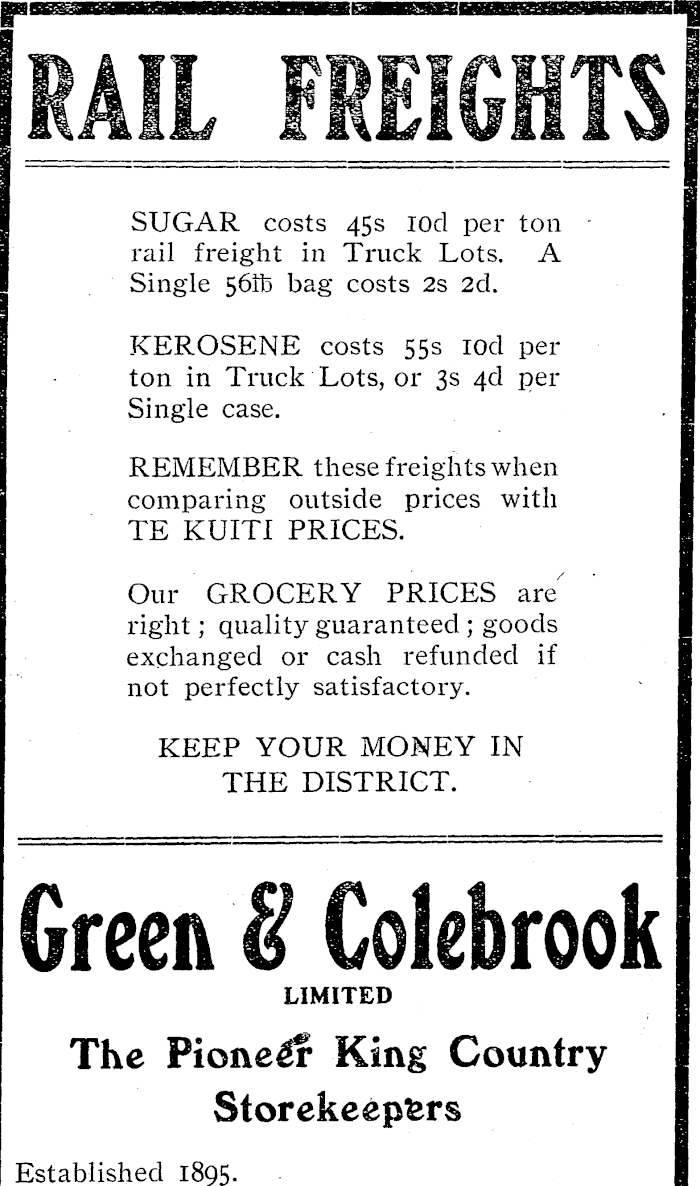 RAIL FREIGHTS
SUGAR costs 45s 10d per ton
rail freight in Truck Lots. A
Single 56lb bag costs 2s 2d.
KEROSENE costs 55s 10d per
ton in Truck Lots, or 3s 4d per
Single case.
REMEMBER these freights when
comparing outside prices with
TE KUITI PRICES.
Our GROCERY PRICES are
right ; quality guaranteed ; goods
exchanged or cash refunded if
not perfectly satisfactory.
KEEP YOUR MONEY IN
THE DISTRICT.
Green & Colebrook
LIMITED
The Pioneer King Country
Storekeepers
Established 1895.